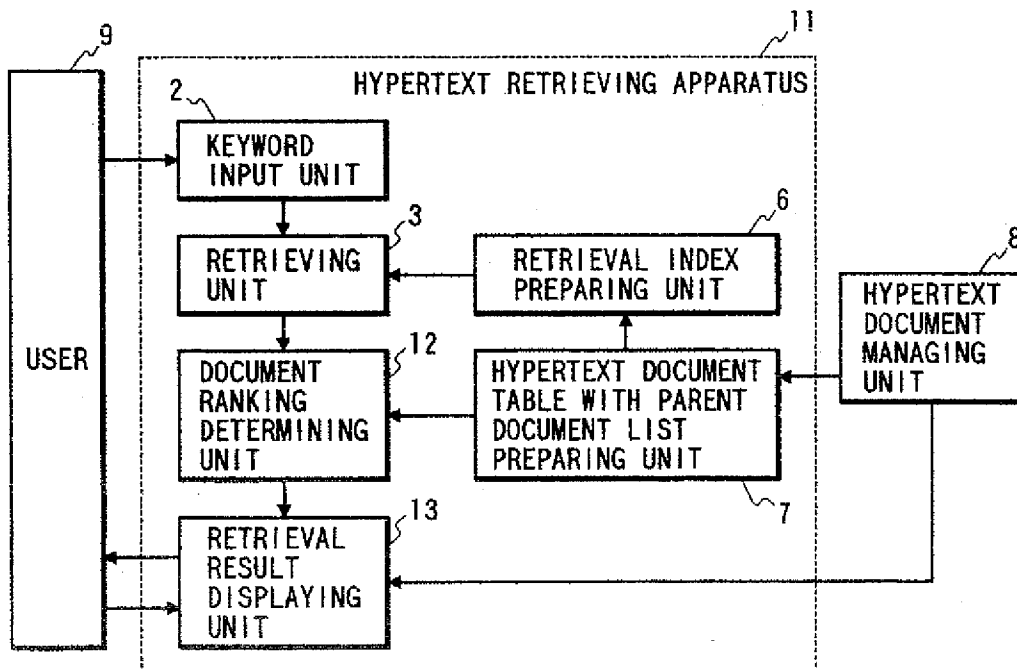 11
9
HYPERTEXT RETRIEVING APPARATUS
2
KEYWORD
INPUT UNIT
3
RETRIEVING
UNIT
6
RETRIEVAL INDEX
PREPARING UNIT
8
HYPERTEXT
DOCUMENT
MANAGING
UNIT
USER
12
DOCUMENT
RANKING
DETERMINING
UNIT
HYPERTEXT DOCUMENT
TABLE WITH PARENT
DOCUMENT LIST
PREPARING UNIT
7
13
RETRIEVAL
RESULT
DISPLAYING
UNIT